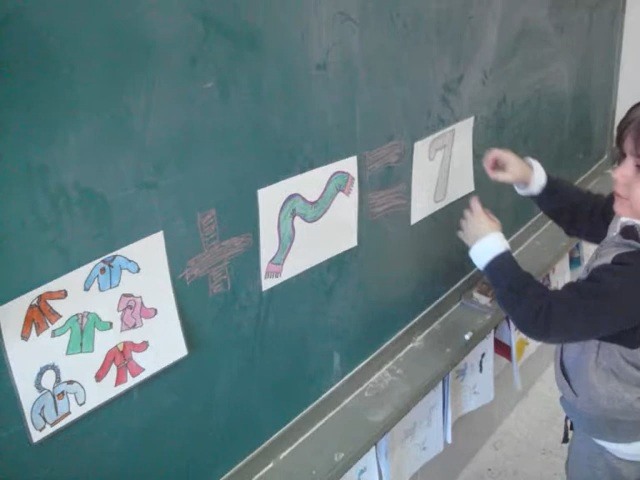 + = 7